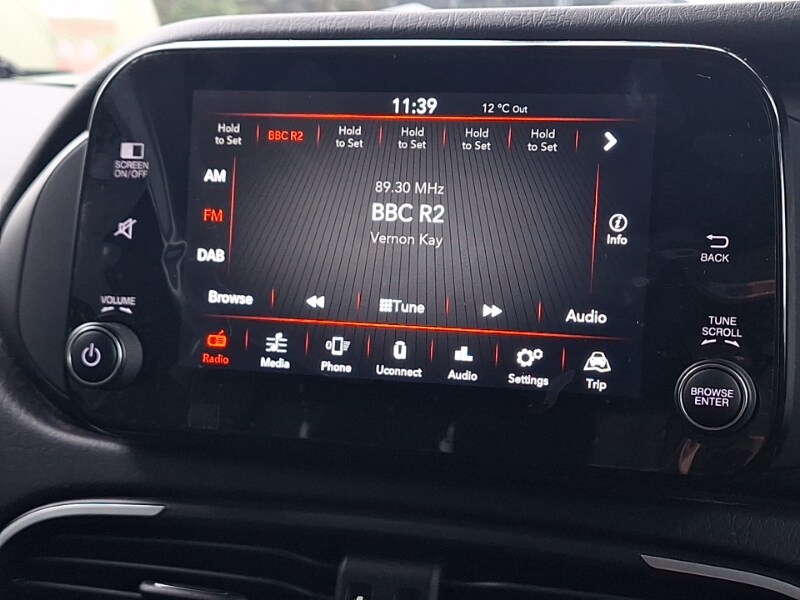 11:39 12 °C Out
Hold to Set BBC R2 Hold to Set Hold to Set Hold to Set Hold to Set
SCREEN
ON/OFF
AM
89.30 MHz
FM BBC R2
Info
Vernon Kay
DAB
BACK
VOLUME
Browse Tune Audio
TUNE
SCROLL
Radio Media Phone Uconnect Audio Settings Trip
BROWSE
ENTER